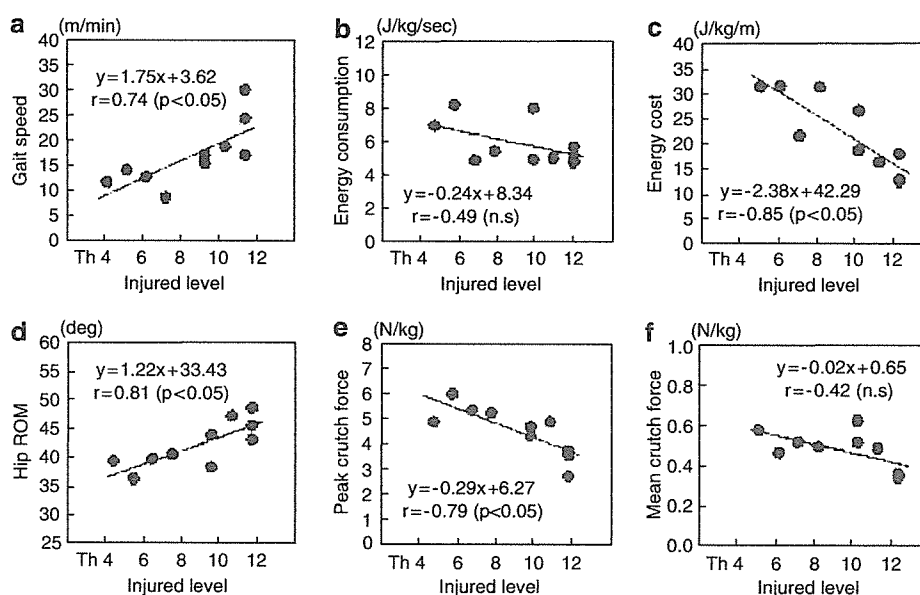 a (m/min)
40
35
30
25
20
15
10
5
0
Gait speed
y=1.75x+3.62
r=0.74 (p<0.05)
Th 4 6 8 10 12
Injured level
b (J/kg/sec)
12
10
8
6
4
2
0
Energy consumption
y=-0.24x+8.34
r=-0.49 (n.s)
Th 4 6 8 10 12
Injured level
c (J/kg/m)
40
35
30
25
20
15
10
0
Energy cost
y=-2.38x+42.29
r=-0.85 (p<0.05)
Th 4 6 8 10 12
Injured level
d (deg)
60
55
50
45
40
35
30
25
Hip ROM
y=1.22x+33.43
r=0.81 (p<0.05)
Th 4 6 8 10 12
Injured level
e (N/kg)
8
7
6
5
4
3
2
1
0
Peak crutch force
y=-0.29x+6.27
r=-0.79 (p<0.05)
Th 4 6 8 10 12
Injured level
f (N/kg)
1.0
0.8
0.6
0.4
0.2
0.0
Mean crutch force
y=-0.02x+0.65
r=-0.42 (n.s)
Th 4 6 8 10 12
Injured level